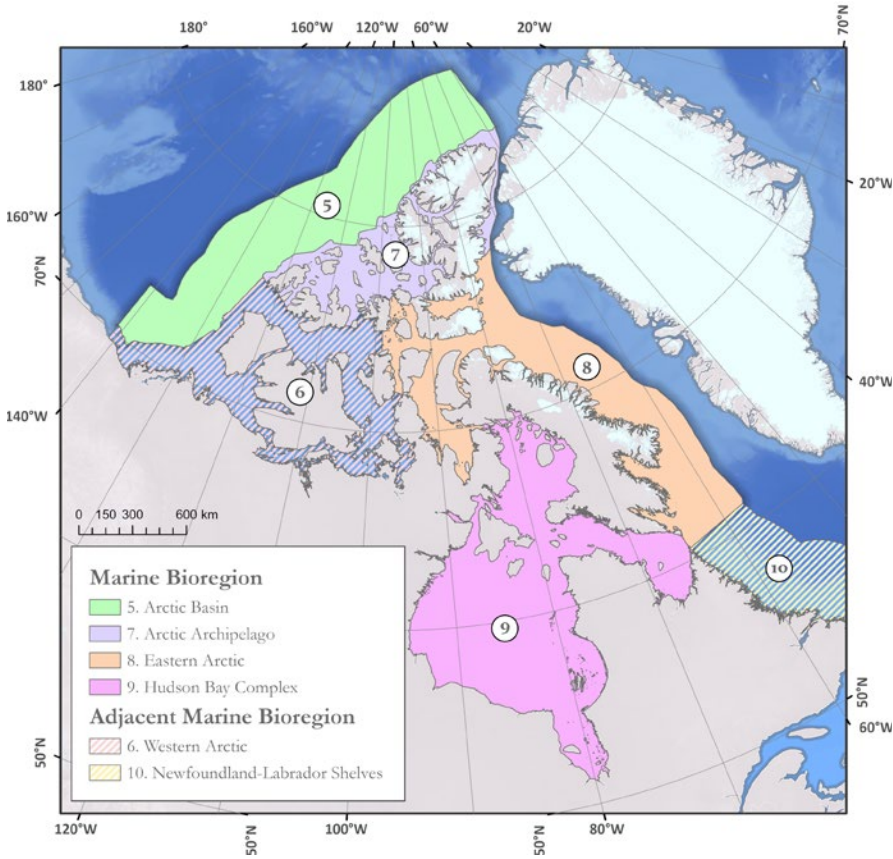 180° 160°W 120°W 60°W 20°W 70°N
140°W 100°W
180°
20°W
160°W
5
7
70°N
8
40°W
6
140°W
0 150 300 600 km
10
Marine Bioregion
5. Arctic Basin
7. Arctic Archipelago
9
8. Eastern Arctic
9. Hudson Bay Complex
50°N
Adjacent Marine Bioregion
60°W
6. Western Arctic
50°N
10. Newfoundland-Labrador Shelves
120°W 100°W 80°W
50°N 50°N